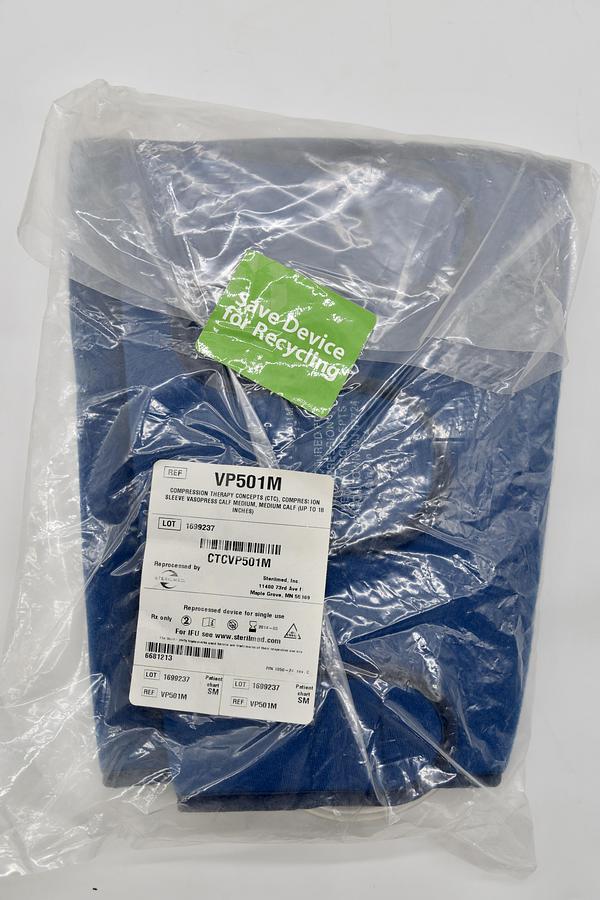 Save Device
for Recycling
REF VP501M
COMPRESSION THERAPY CONCEPTS (CTC), COMPRESSION
SLEEVE VASOPRESS CALF MEDIUM, MEDIUM CALF (UP TO 18
INCHES)
LOT 1699237
CTCVP501M
Reprocessed by
STERILMED
Sterilmed, Inc.
11400 73rd Ave
Maple Grove, MN 55369
Reprocessed device for single use
Rx only 2
For IFU see www.sterilmed.com
6681213
LOT 1699237 Patient chart SM
REF VP501M
LOT 1699237 Patient chart SM
REF VP501M